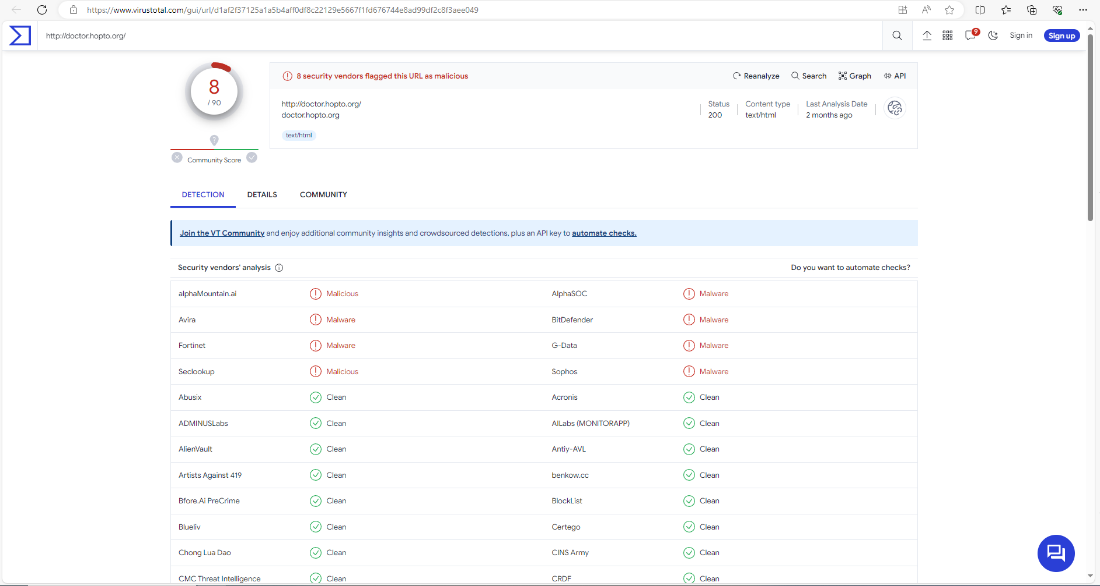 https://www.virustotal.com/gui/url/d1af2f37125a1a5b4aff0df8c22129e5667f1fd676744e8ad99df2c8f3aee049
http://doctor.hopto.org/
9
Sign in
Sign up
8
/ 90
Community Score
8 security vendors flagged this URL as malicious
Reanalyze
Search
Graph
API
http://doctor.hopto.org/
doctor.hopto.org
text/html
Status
200
Content type
text/html
Last Analysis Date
2 months ago
DETECTION
DETAILS
COMMUNITY
Join the VT Community and enjoy additional community insights and crowdsourced detections, plus an API key to automate checks.
Security vendors' analysis
Do you want to automate checks?
alphaMountain.ai Malicious AlphaSOC Malware
Avira Malware BitDefender Malware
Fortinet Malware G-Data Malware
Seclookup Malicious Sophos Malware
Abusix Clean Acronis Clean
ADMINUSLabs Clean AILabs (MONITORAPP) Clean
AlienVault Clean Antiy-AVL Clean
Artists Against 419 Clean benkow.cc Clean
Bfore.Ai PreCrime Clean BlockList Clean
Blueliv Clean Certego Clean
Chong Lua Dao Clean CINS Army Clean
CMC Threat Intelligence Clean CRDF Clean